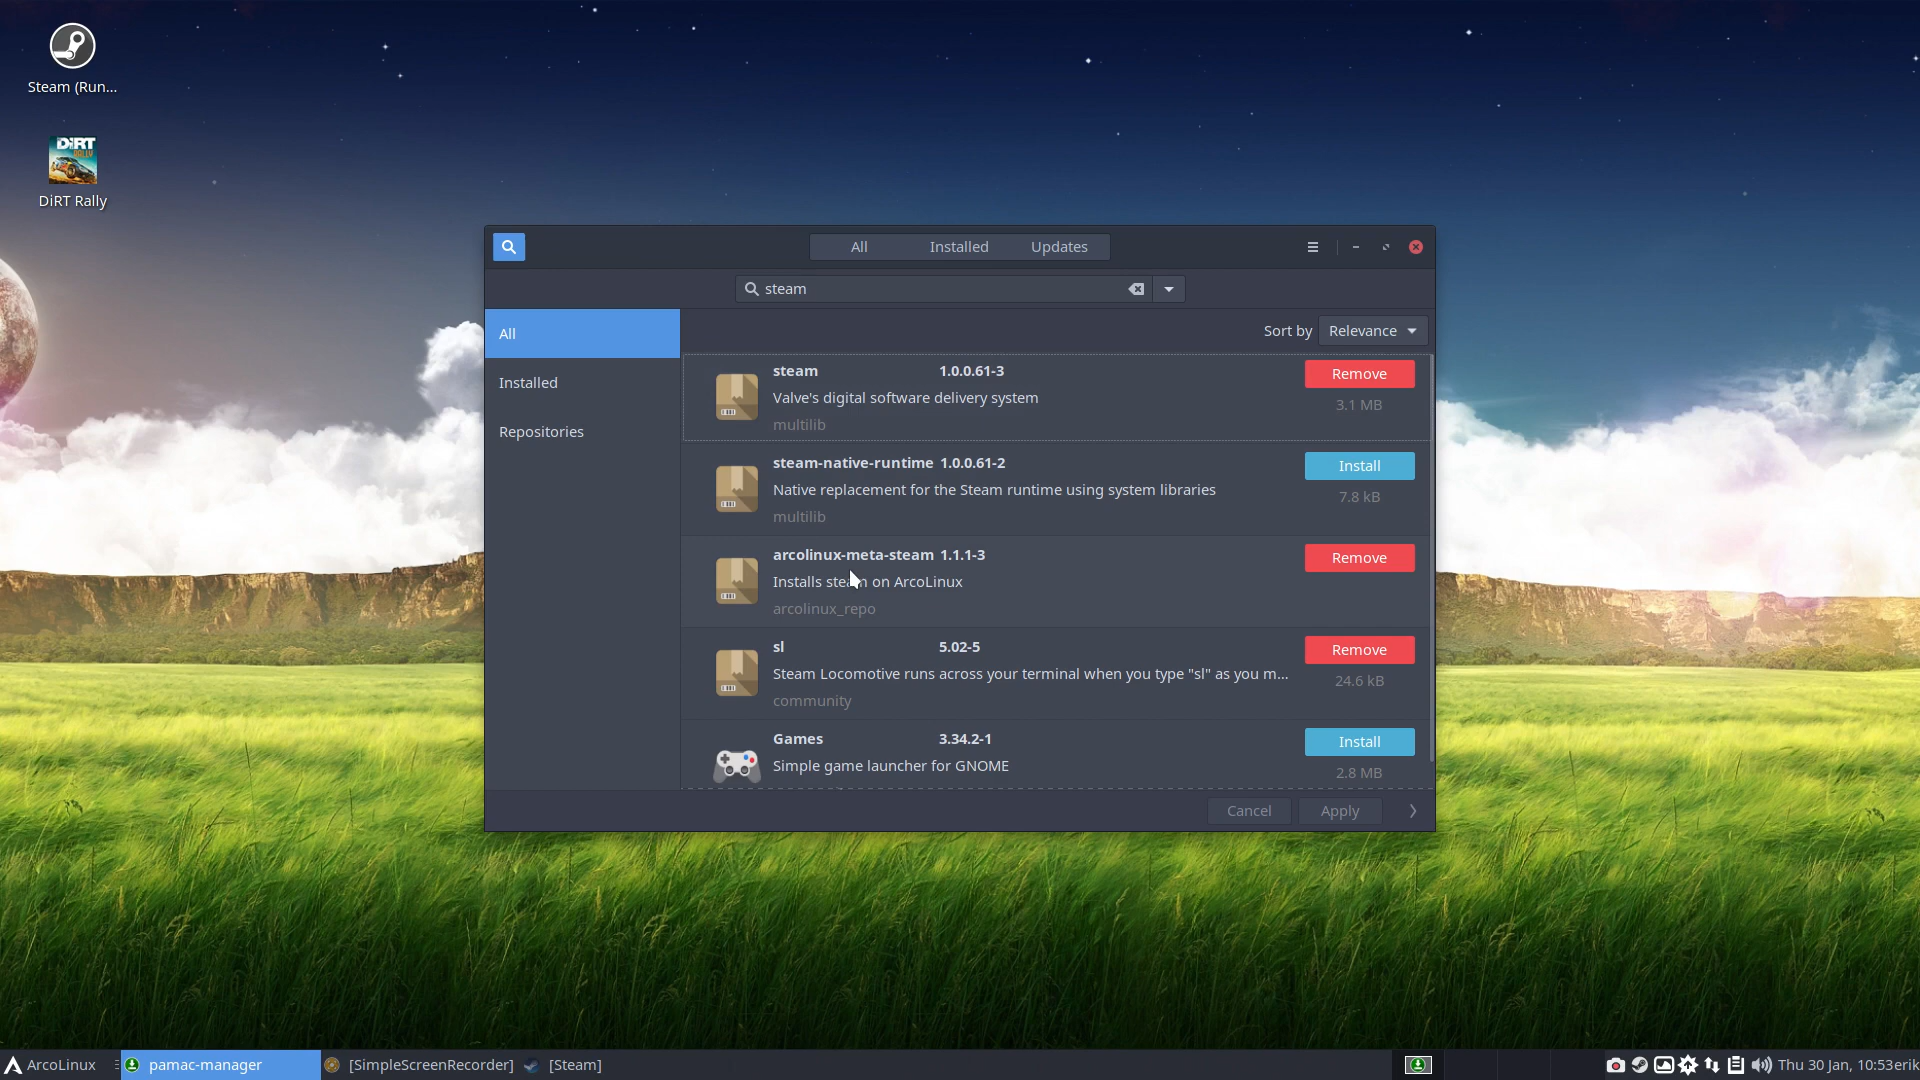 Steam (Run...
DiRT
RALLY
DiRT Rally
All
Installed
Updates
steam
All
Installed
Repositories
Sort by Relevance
steam 1.0.0.61-3
Valve's digital software delivery system
multilib
Remove
3.1 MB
steam-native-runtime 1.0.0.61-2
Native replacement for the Steam runtime using system libraries
multilib
Install
7.8 kB
arcolinux-meta-steam 1.1.1-3
Installs steam on ArcoLinux
arcolinux_repo
Remove
sl 5.02-5
Steam Locomotive runs across your terminal when you type "sl" as you m...
community
Remove
24.6 kB
Games 3.34.2-1
Simple game launcher for GNOME
Install
2.8 MB
Cancel
Apply
ArcoLinux
pamac-manager
[SimpleScreenRecorder]
[Steam]
Thu 30 Jan, 10:53erik